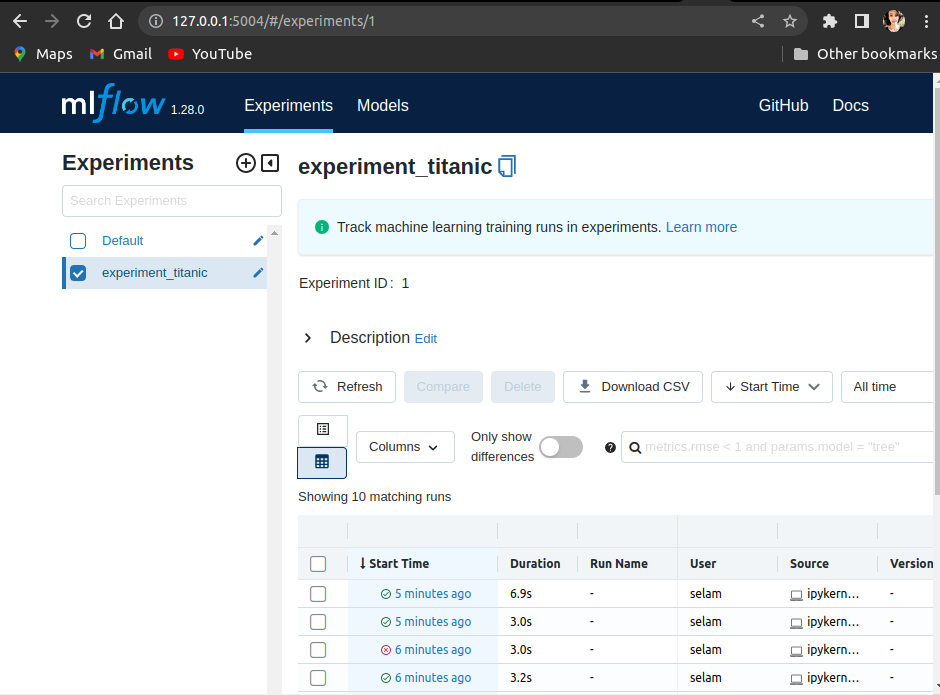 127.0.0.1:5004/#/experiments/1
Maps Gmail YouTube Other bookmarks
mlflow 1.28.0 Experiments Models GitHub Docs
Experiments
Search Experiments
Default
experiment_titanic
experiment_titanic
Track machine learning training runs in experiments. Learn more
Experiment ID: 1
Description Edit
Refresh Compare Delete Download CSV Start Time All time
Columns Only show
differences metrics.rmse < 1 and params.model = "tree"
Showing 10 matching runs
Start Time Duration Run Name User Source Version
5 minutes ago 6.9s - selam ipykern... -
5 minutes ago 3.0s - selam ipykern... -
6 minutes ago 3.0s - selam ipykern... -
6 minutes ago 3.2s - selam ipykern... -